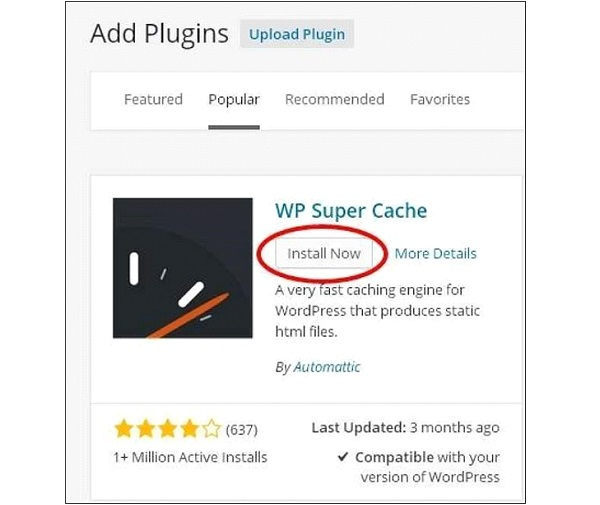 Add Plugins Upload Plugin
Featured Popular Recommended Favorites
WP Super Cache
Install Now More Details
A very fast caching engine for
WordPress that produces static
html files.
By Automattic
(637)
1+ Million Active Installs
Last Updated: 3 months ago
Compatible with your
version of WordPress